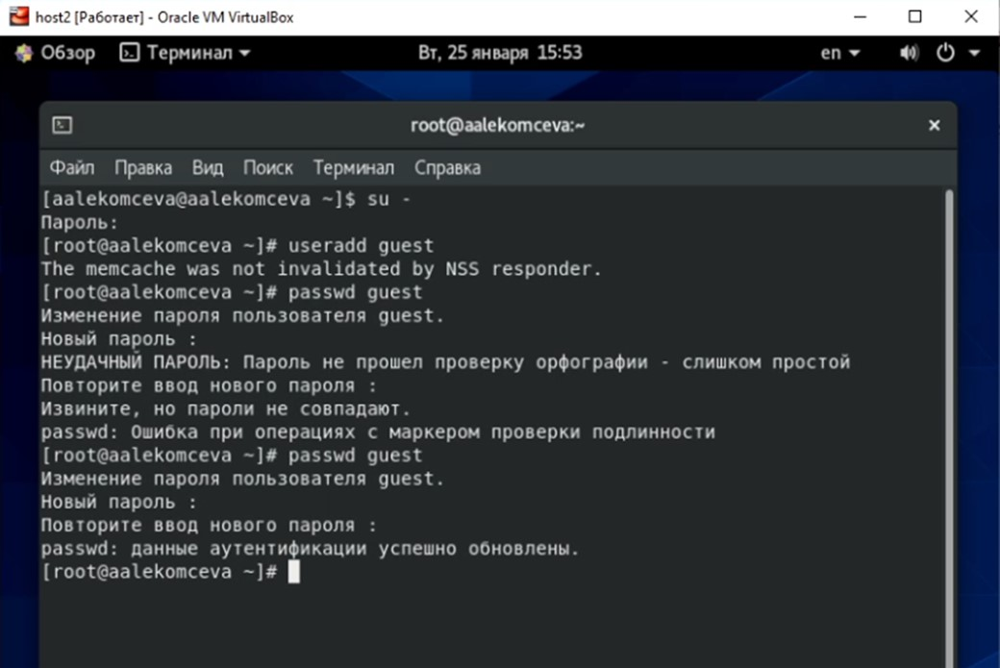 host2 [Работает] - Oracle VM VirtualBox
Обзор Терминал Вт, 25 января 15:53 en
root@aalekomceva:~
Файл Правка Вид Поиск Терминал Справка
[aalekomceva@aalekomceva ~]$ su -
Пароль:
[root@aalekomceva ~]# useradd guest
The memcache was not invalidated by NSS responder.
[root@aalekomceva ~]# passwd guest
Изменение пароля пользователя guest.
Новый пароль :
НЕУДАЧНЫЙ ПАРОЛЬ: Пароль не прошел проверку орфографии - слишком простой
Повторите ввод нового пароля :
Извините, но пароли не совпадают.
passwd: Ошибка при операциях с маркером проверки подлинности
[root@aalekomceva ~]# passwd guest
Изменение пароля пользователя guest.
Новый пароль :
Повторите ввод нового пароля :
passwd: данные аутентификации успешно обновлены.
[root@aalekomceva ~]#